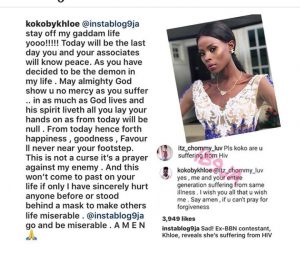 kokobykhloe @instablog9ja
stay off my gaddam life
yooo!!!!! Today will be the last
day you and your associates
will know peace. As you have
decided to be the demon in
my life . May almighty God
show u no mercy as you suffer
.. in as much as God lives and
his spirit liveth all you lay your
hands on as from today will be
null . From today hence forth
happiness , goodness , Favour
ll never near your footstep.
This is not a curse it's a prayer
against my enemy . And this
won't come to past on your
life if only I have sincerely hurt
anyone before or stood
behind a mask to make others
life miserable . @instablog9ja
go and be miserable . A M E N
🙏
itz_chommy_luv Pls koko are u
suffering from Hiv
kokobykhloe @itz_chommy_luv
yes , me and your entire
generation suffering from same
illness . I wish you all that u wish
me . Say amen, if u can't pray
for forgiveness
3,949 likes
instablog9ja Sad! Ex-BBN contestant,
Khloe, reveals she's suffering from HIV